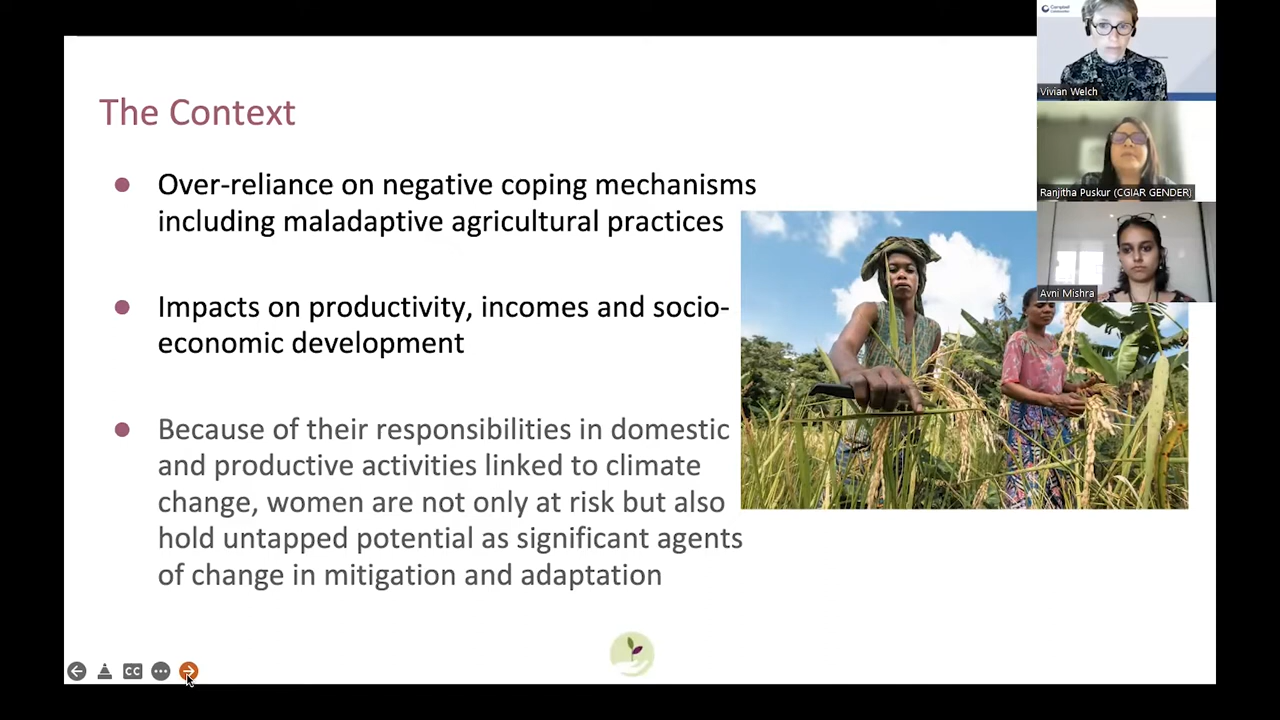 The Context
Over-reliance on negative coping mechanisms
including maladaptive agricultural practices
Impacts on productivity, incomes and socio-
economic development
Because of their responsibilities in domestic
and productive activities linked to climate
change, women are not only at risk but also
hold untapped potential as significant agents
of change in mitigation and adaptation
CC
Campbell
Vivian Welch
Ranjitha Puskur (CGIAR GENDER)
Avni Mishra